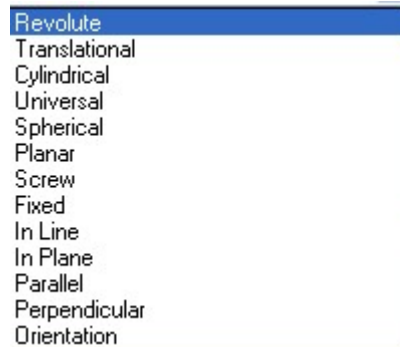 Revolute
Translational
Cylindrical
Universal
Spherical
Planar
Screw
Fixed
In Line
In Plane
Parallel
Perpendicular
Orientation